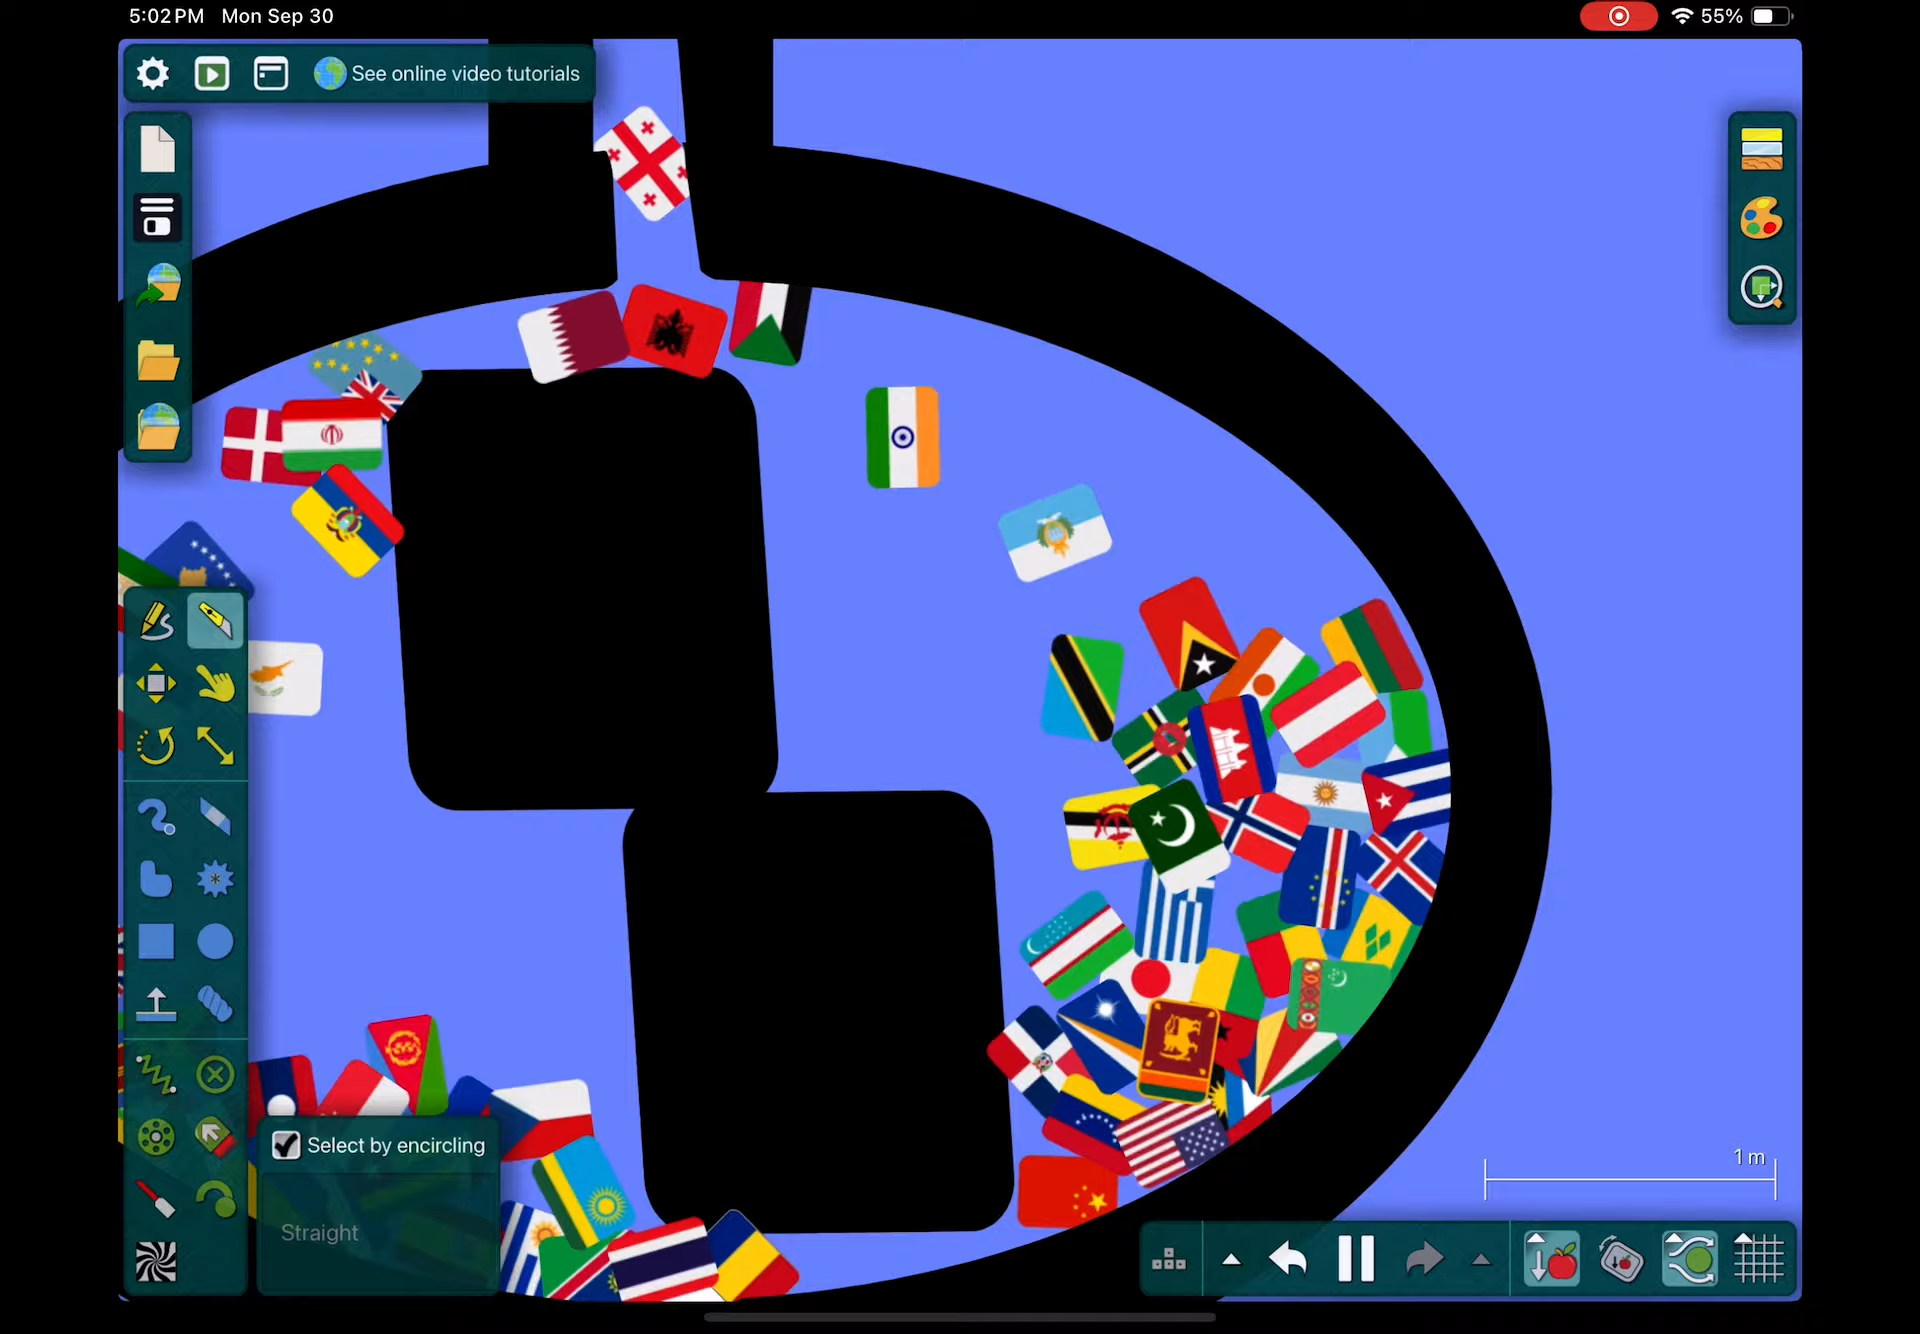 5:02 PM Mon Sep 30
55%
See online video tutorials
Select by encircling
Straight
1 m